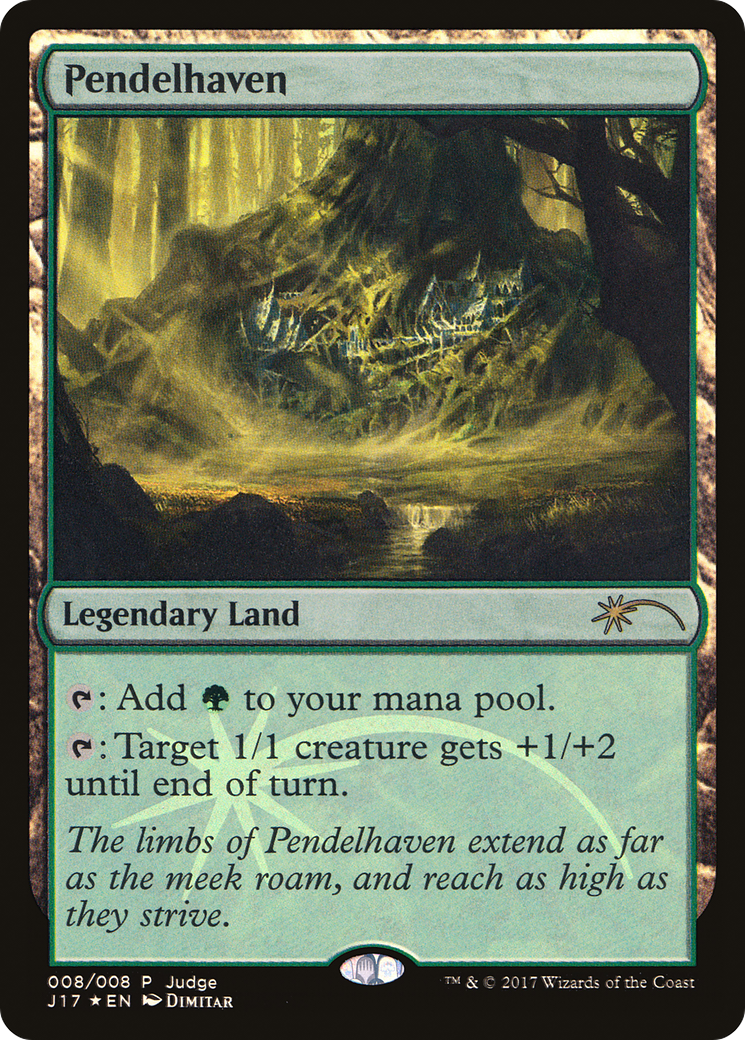 Pendelhaven
Legendary Land
: Add to your mana pool.
: Target 1/1 creature gets +1/+2
until end of turn.
The limbs of Pendelhaven extend as far
as the meek roam, and reach as high as
they strive.
008/008 P Judge
J17 ★ EN DIMITAR
™ & © 2017 Wizards of the Coast